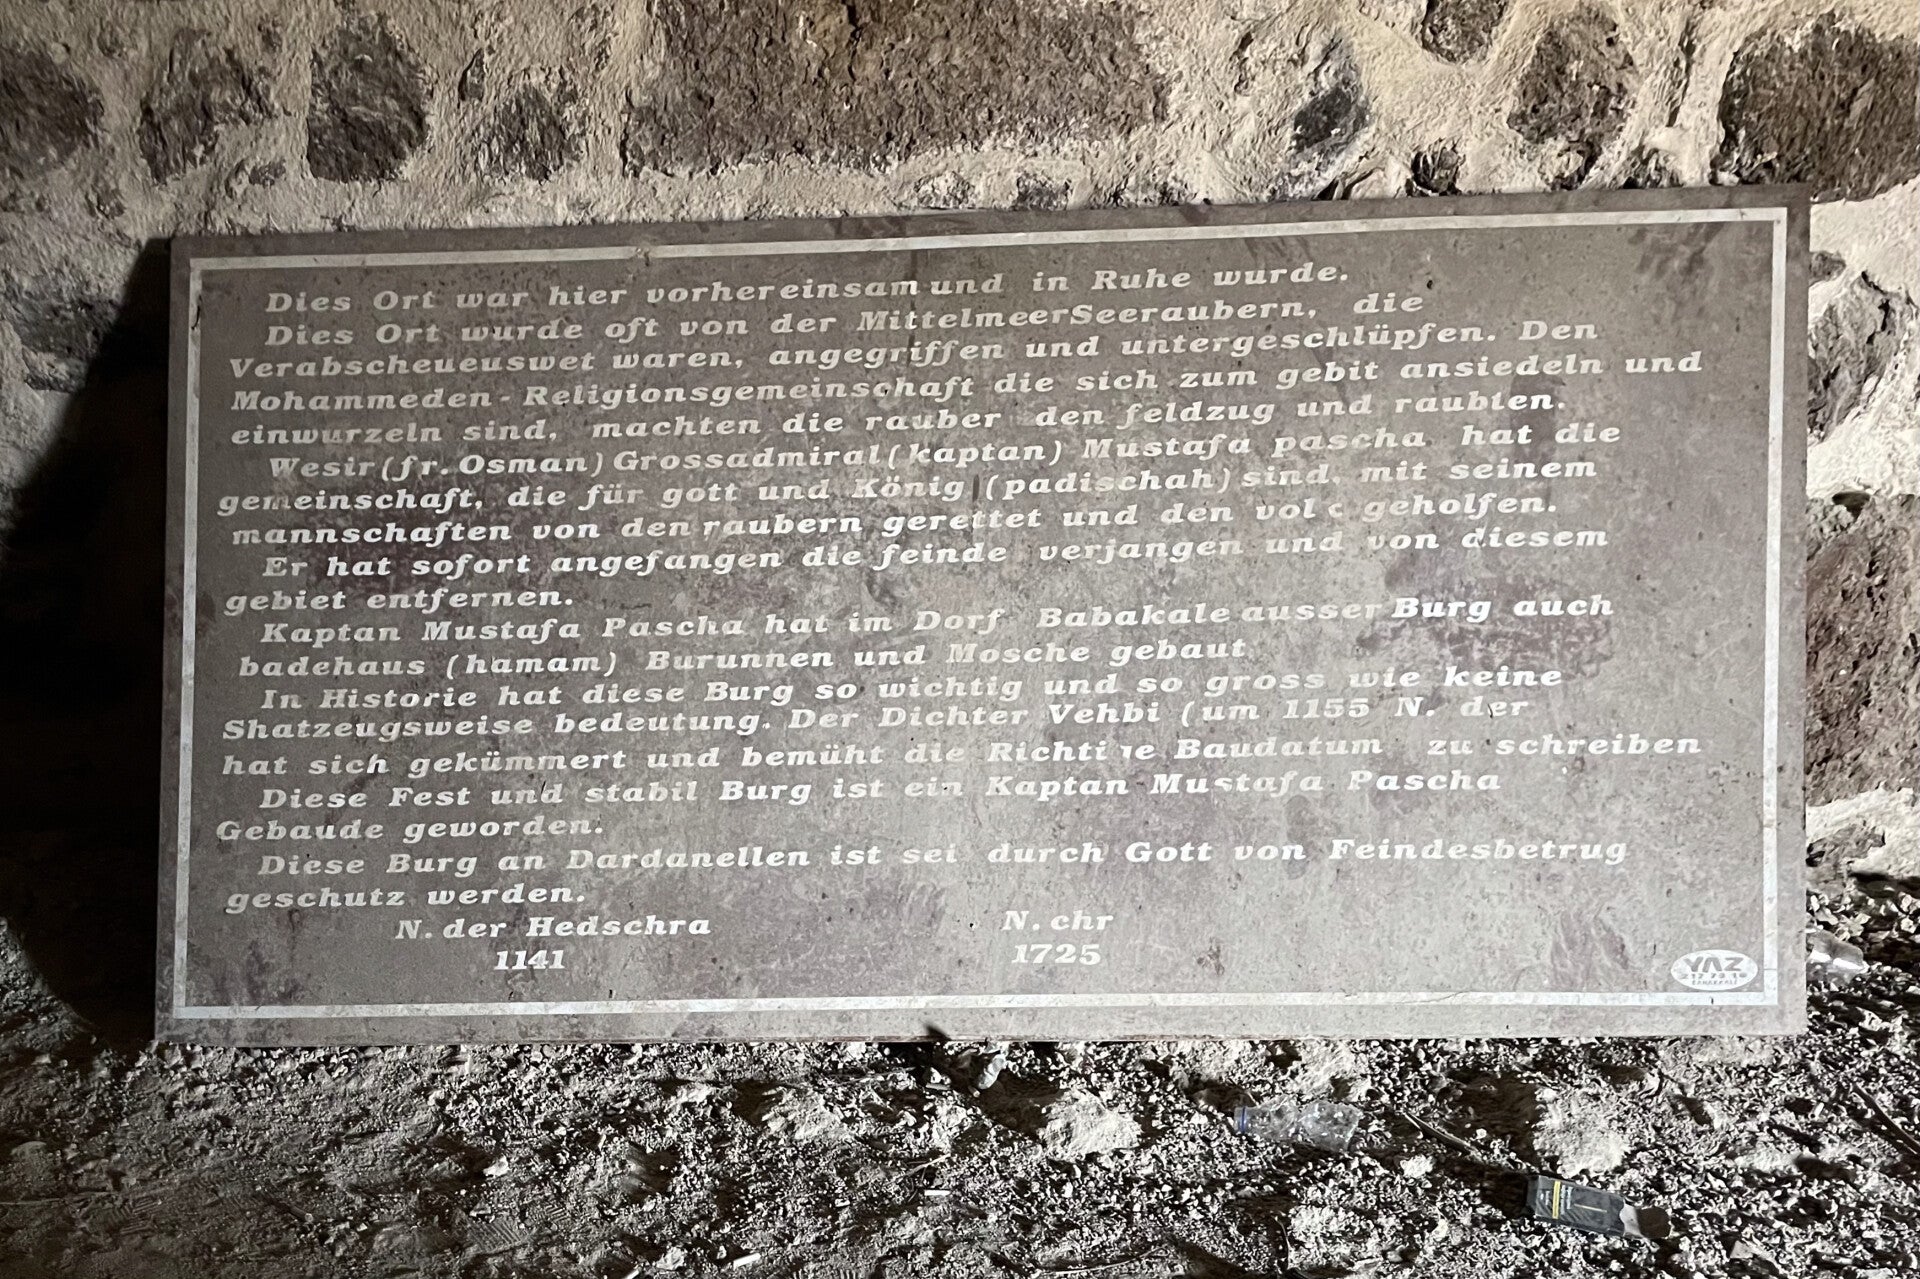 Dies Ort war hier vorhereinsam und in Ruhe wurde.
Dies Ort wurde oft von der MittelmeerSeeraubern, die
Verabscheueuswet waren, angegriffen und untergeschlüpfen. Den
Mohammeden - Religionsgemeinschaft die sich zum gebit ansiedeln und
einwurzeln sind, machten die rauber den feldzug und raubten.
Wesir (fr. Osman) Grossadmiral (kaptan) Mustafa pascha hat die
gemeinschaft, die für gott und König (padischah) sind, mit seinem
mannschaften von den raubern gerettet und den geholfen.
Er hat sofort angefangen die feinde verjangen und von diesem
gebiet entfernen.
Kaptan Mustafa Pascha hat im Dorf Babakale ausser Burg auch
badehaus (hamam) Burunnen und Mosche gebaut
In Historie hat diese Burg so wichtig und so gross wie keine
Shatzeugsweise bedeutung. Der Dichter Vehbi (um 1155 N. der
hat sich gekümmert und bemüht die Baudatum zu schreiben
Diese Fest und stabil Burg ist ein Kaptan Mustafa Pascha
Gebaude geworden.
Diese Burg an Dardanellen ist sei durch Gott von Feindesbetrug
geschutz werden.
N. der Hedschra N. chr
1141 1725
YAZ